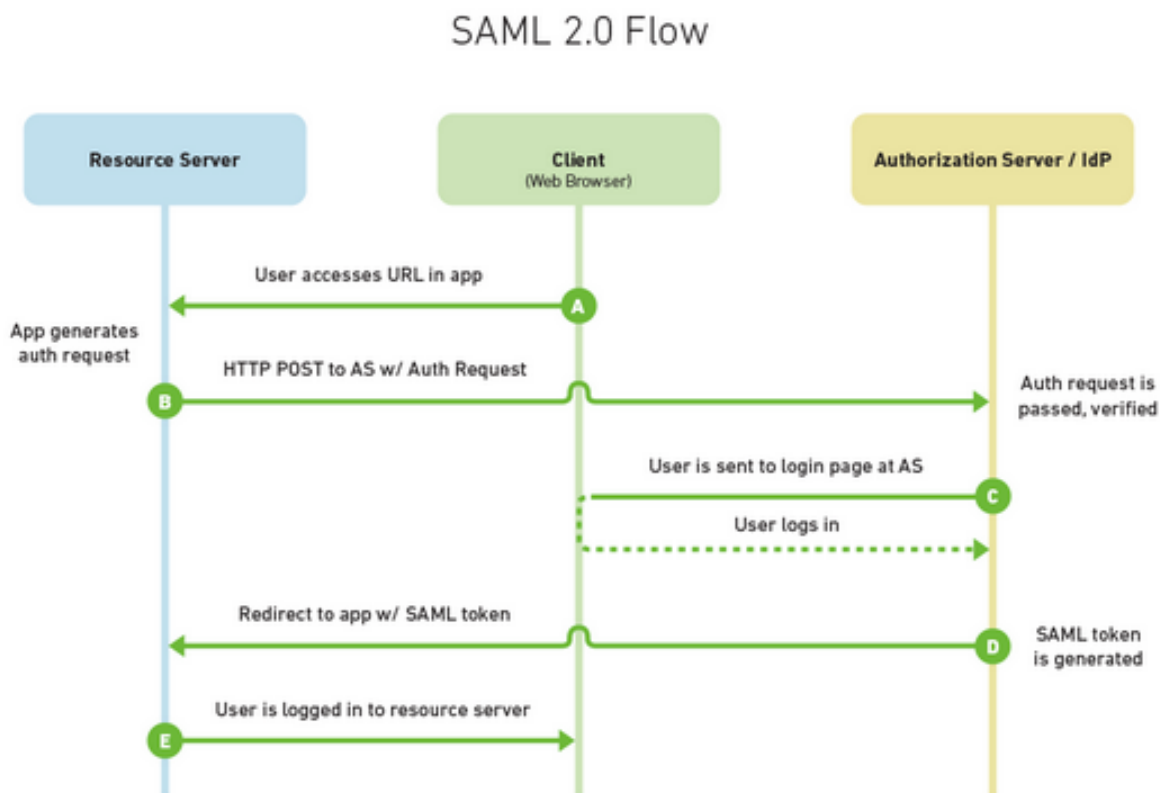 SAML 2.0 Flow
Resource Server
Client
(Web Browser)
Authorization Server / IdP
User accesses URL in app
A
App generates
auth request
HTTP POST to AS w/ Auth Request
B
Auth request is
passed, verified
User is sent to login page at AS
C
User logs in
Redirect to app w/ SAML token
D
SAML token
is generated
User is logged in to resource server
E